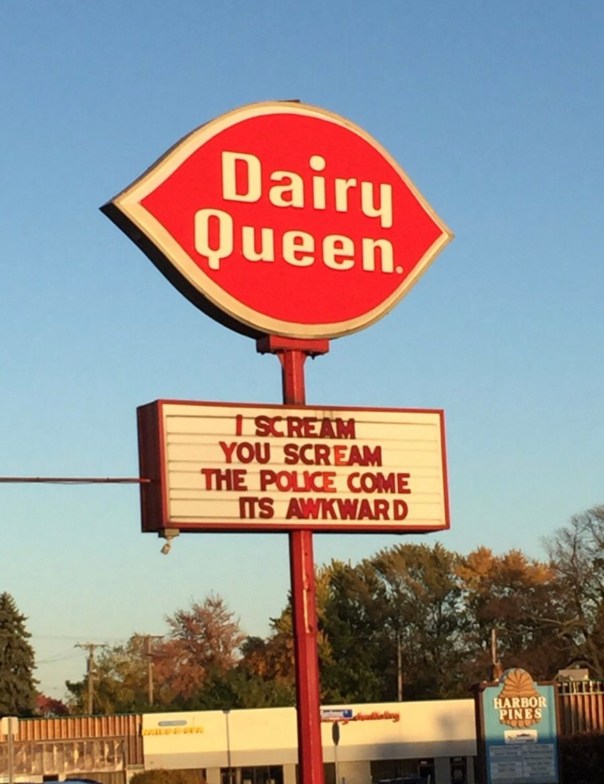 Dairy
Queen.
I SCREAM
YOU SCREAM
THE POLICE COME
ITS AWKWARD
HARBOR
PINES